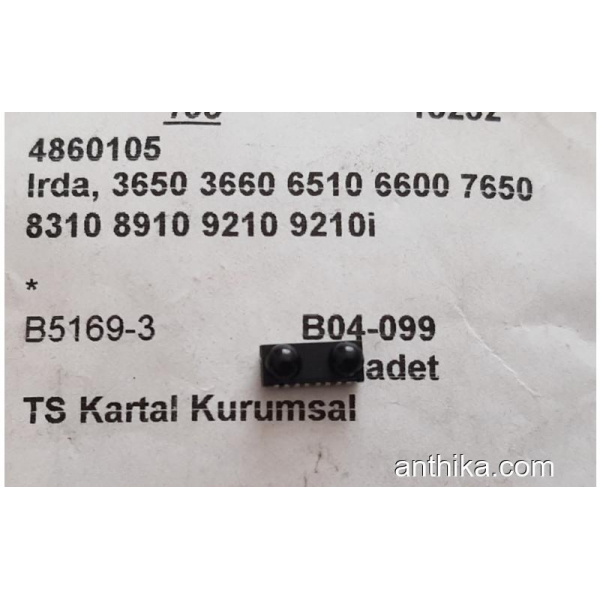 4860105
Irda, 3650 3660 6510 6600 7650
8310 8910 9210 9210i
*
B5169-3 B04-099
adet
TS Kartal Kurumsal
anthika.com